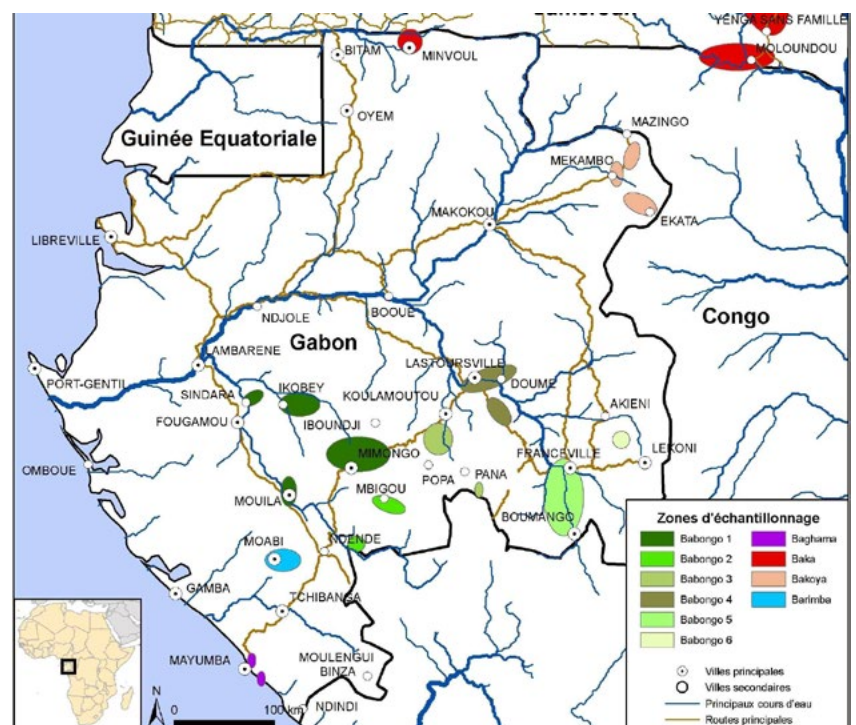 Cameroun
YENGA SANS FAMILLE
BITAM
MINVOUL
MOLOUNDOU
OYEM
Guinée Equatoriale
MAZINGO
MEKAMBO
MAKOKOU
EKATA
LIBREVILLE
NDJOLE
BOOUE
Congo
Gabon
LAMBARENE
LASTOURSVILLE
PORT-GENTIL
DOUME
SINDARA
IKOBEY
KOULAMOUTOU
AKIENI
FOUGAMOU
IBOUNDJI
OMBOUE
MIMONGO
FRANCEVILLE
LEKONI
POPA
PANA
MBIGOU
MOUILA
BOUMANGO
MOABI
NDENDE
GAMBA
TCHIBANGA
MAYUMBA
MOULENGUI
BINZA
NDINDI
N
0 100 km
Zones d'échantillonnage
Babongo 1
Babongo 2
Babongo 3
Babongo 4
Babongo 5
Babongo 6
Baghama
Baka
Bakoya
Barimba
Villes principales
Villes secondaires
Principaux cours d'eau
Routes principales